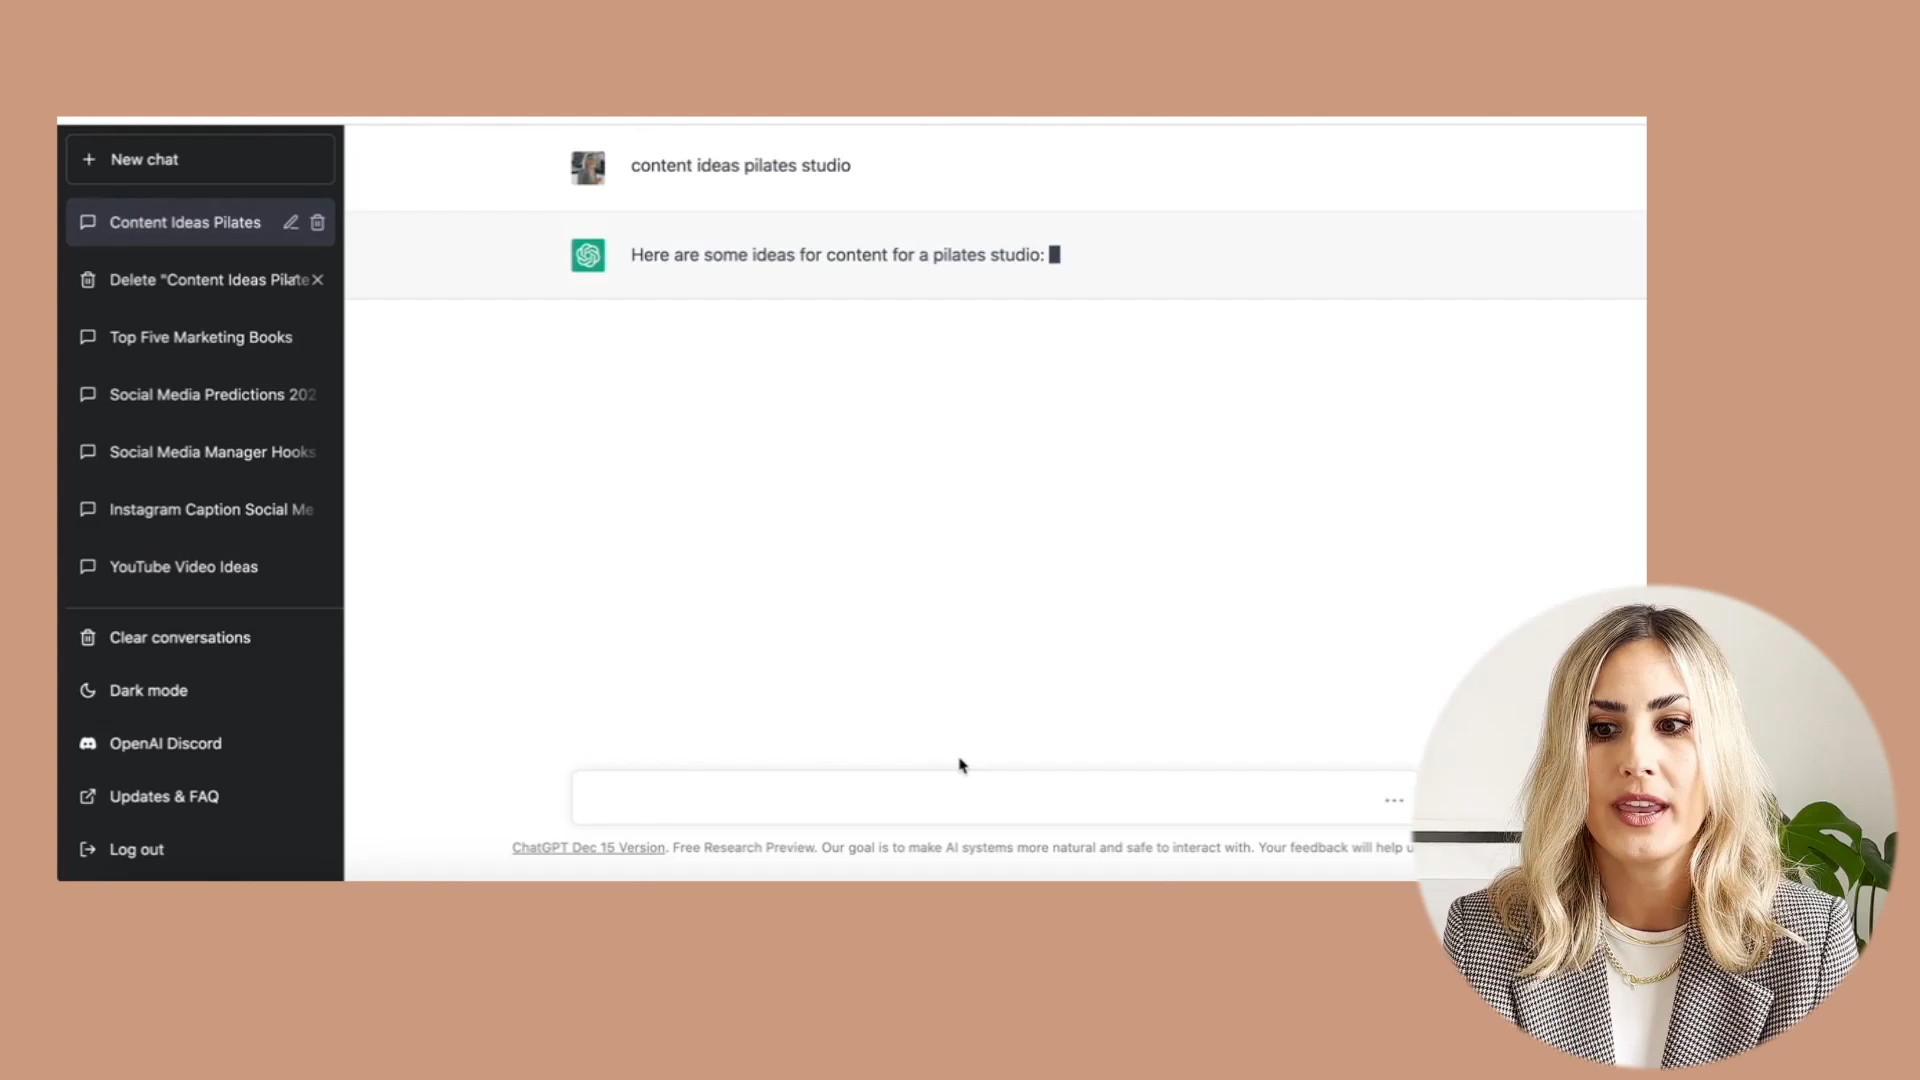 New chat
Content Ideas Pilates
Delete "Content Ideas Pilate
Top Five Marketing Books
Social Media Predictions 202
Social Media Manager Hooks
Instagram Caption Social Me
YouTube Video Ideas
Clear conversations
Dark mode
OpenAI Discord
Updates & FAQ
Log out
content ideas pilates studio
Here are some ideas for content for a pilates studio:
ChatGPT Dec 15 Version. Free Research Preview. Our goal is to make AI systems more natural and safe to interact with. Your feedback will help u